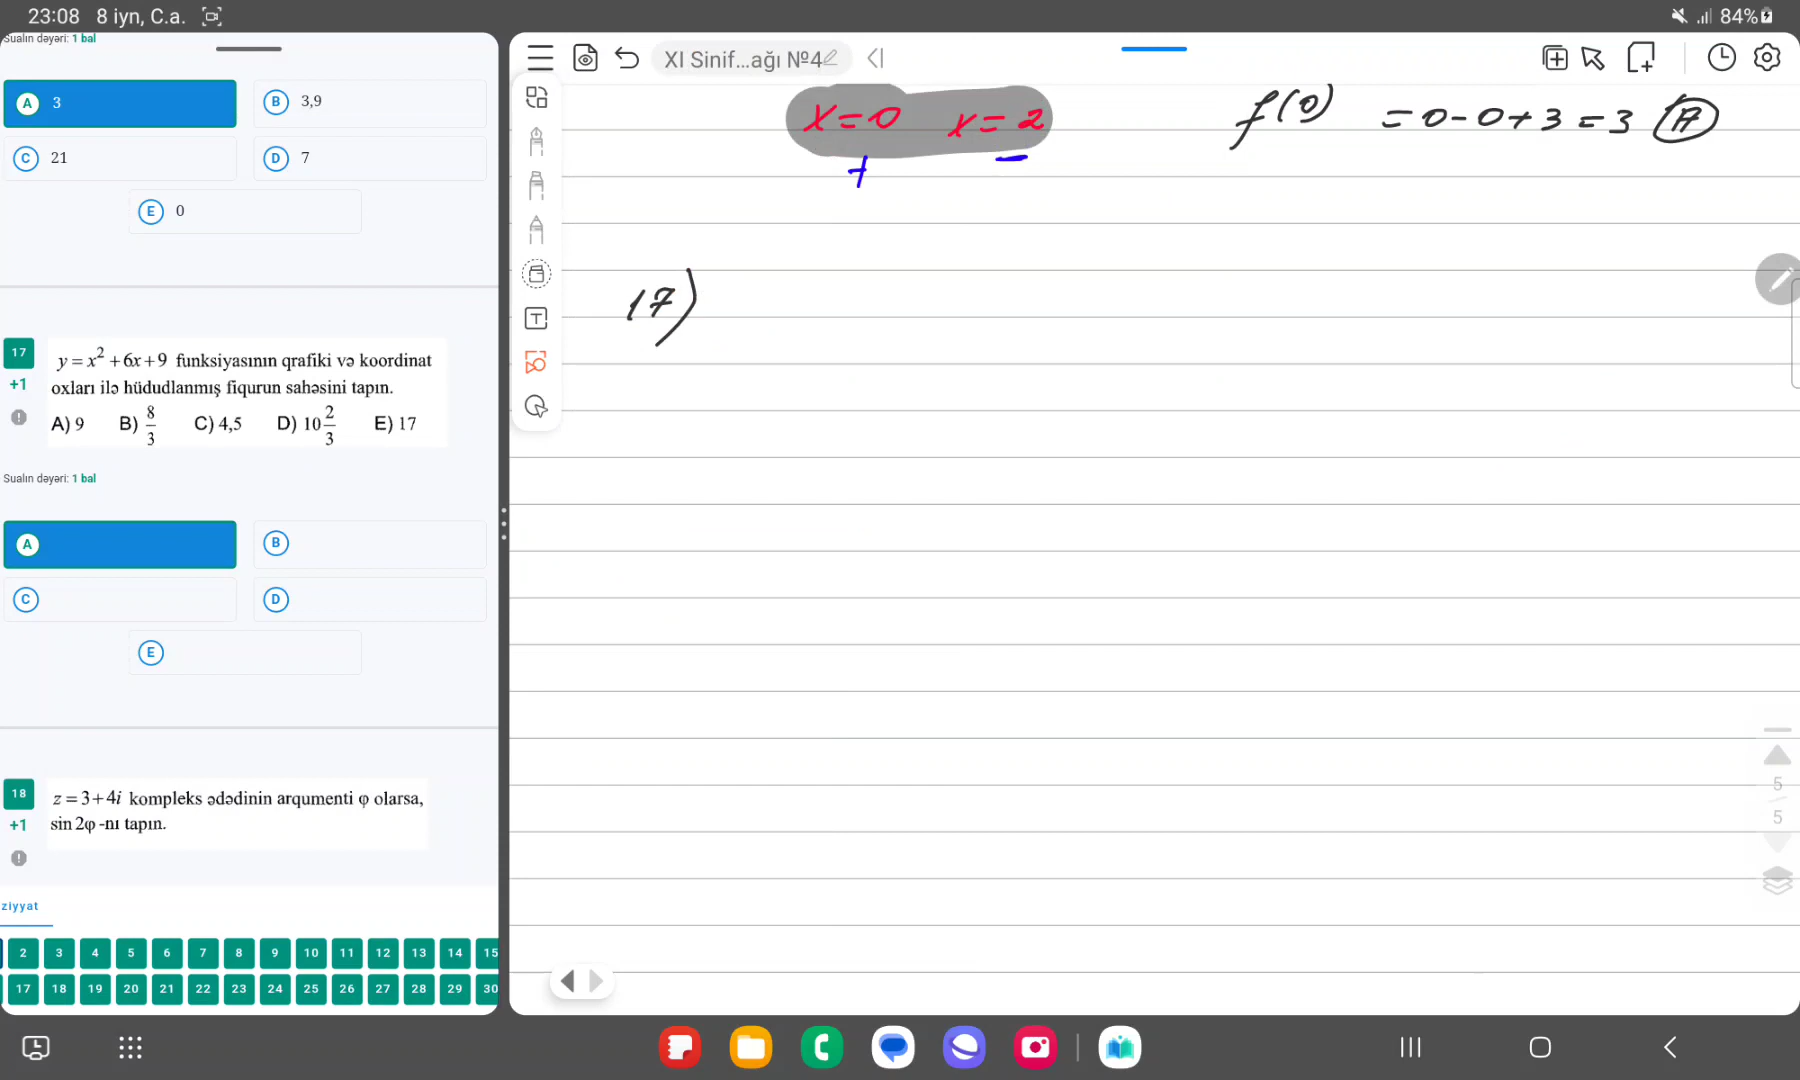 23:08 8 iyn, C.a.
84%
Sualın dəyəri: 1 bal
A 3
B 3,9
C 21
D 7
E 0
17
+1
y = x² + 6x + 9 funksiyasının qrafiki və koordinat
oxları ilə hüdudlanmış fiqurun sahəsini tapın.
A) 9 B) 8/3 C) 4,5 D) 10 2/3 E) 17
Sualın dəyəri: 1 bal
A
B
C
D
E
18
+1
z = 3 + 4i kompleks ədədinin arqumenti φ olarsa,
sin 2φ -nı tapın.
ziyyat
2 3 4 5 6 7 8 9 10 11 12 13 14 15
17 18 19 20 21 22 23 24 25 26 27 28 29 30
XI Sinif...ağı №4
x=0 x=2
+ −
f(0) = 0-0+3=3 A
17)
5
5